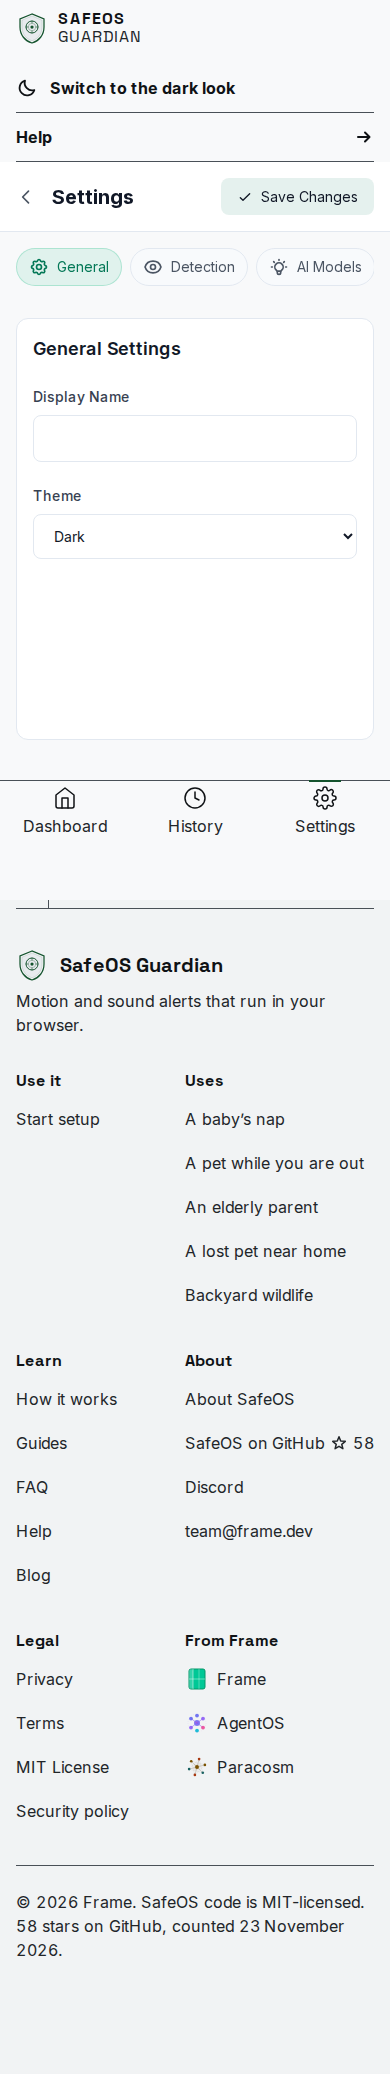 SAFEOS
GUARDIAN
Switch to the dark look
Help
Settings
Save Changes
General
Detection
AI Models
General Settings
Display Name
Theme
Dark
Dashboard
History
Settings
SafeOS Guardian
Motion and sound alerts that run in your
browser.
Use it
Start setup
Uses
A baby’s nap
A pet while you are out
An elderly parent
A lost pet near home
Backyard wildlife
Learn
How it works
Guides
FAQ
Help
Blog
About
About SafeOS
SafeOS on GitHub ☆ 58
Discord
team@frame.dev
Legal
Privacy
Terms
MIT License
Security policy
From Frame
Frame
AgentOS
Paracosm
© 2026 Frame. SafeOS code is MIT-licensed.
58 stars on GitHub, counted 23 November
2026.